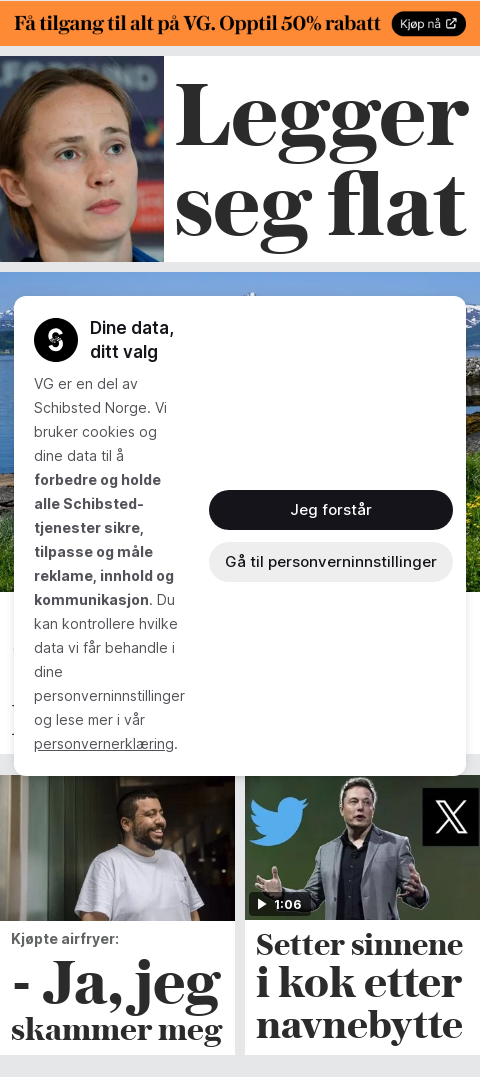 Få tilgang til alt på VG. Opptil 50% rabatt
Kjøp nå
Legger
seg flat
Dine data,
ditt valg
VG er en del av
Schibsted Norge. Vi
bruker cookies og
dine data til å
forbedre og holde
alle Schibsted-
tjenester sikre,
tilpasse og måle
reklame, innhold og
kommunikasjon. Du
kan kontrollere hvilke
data vi får behandle i
dine
personverninnstillinger
og lese mer i vår
personvernerklæring.
Jeg forstår
Gå til personverninnstillinger
Kjøpte airfryer:
- Ja, jeg
skammer meg
1:06
Setter sinnene
i kok etter
navnebytte